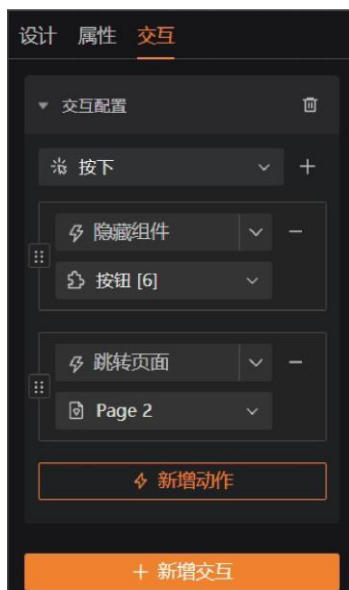 设计 属性 交互
交互配置
按下
隐藏组件
按钮 [6]
跳转页面
Page 2
新增动作
+ 新增交互